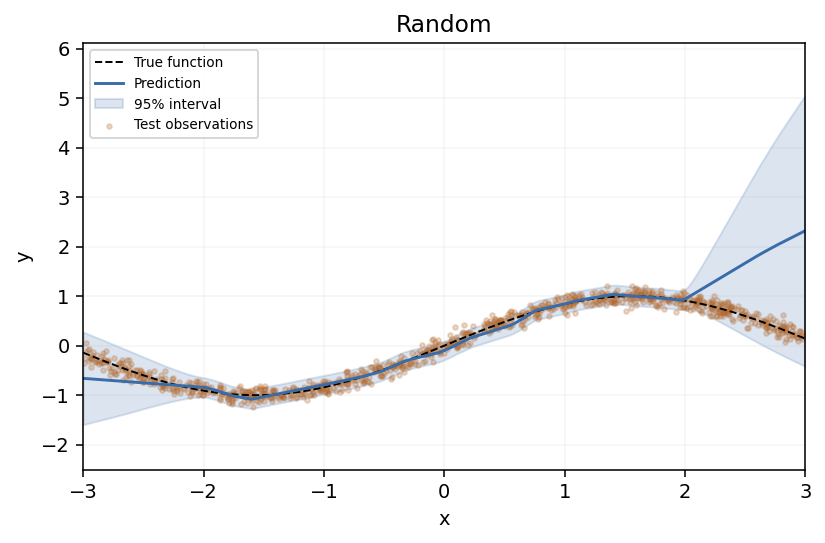 Random
True function
Prediction
95% interval
Test observations
6
5
4
3
2
1
0
−1
−2
y
−3 −2 −1 0 1 2 3
x